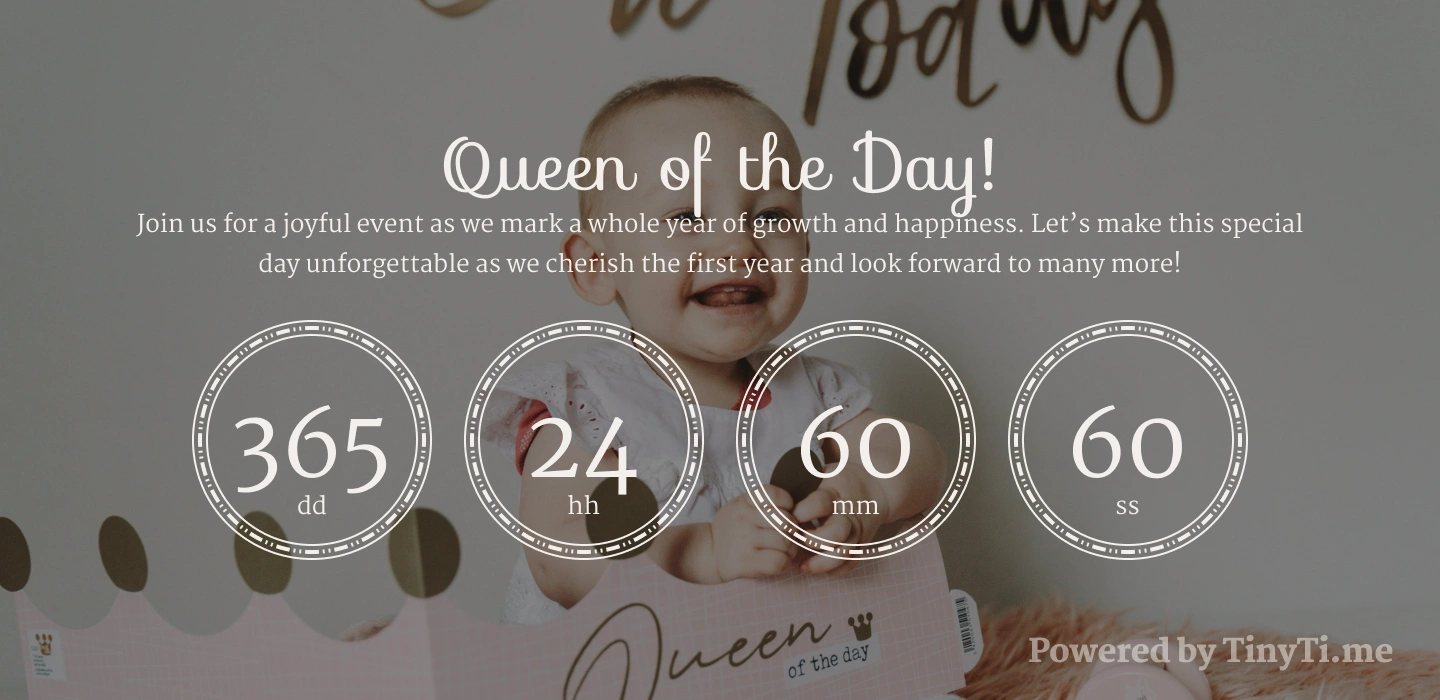 Today
Queen of the Day!
Join us for a joyful event as we mark a whole year of growth and happiness. Let’s make this special
day unforgettable as we cherish the first year and look forward to many more!
365 24 60 60
dd hh mm ss
Queen
of the day
Powered by TinyTi.me